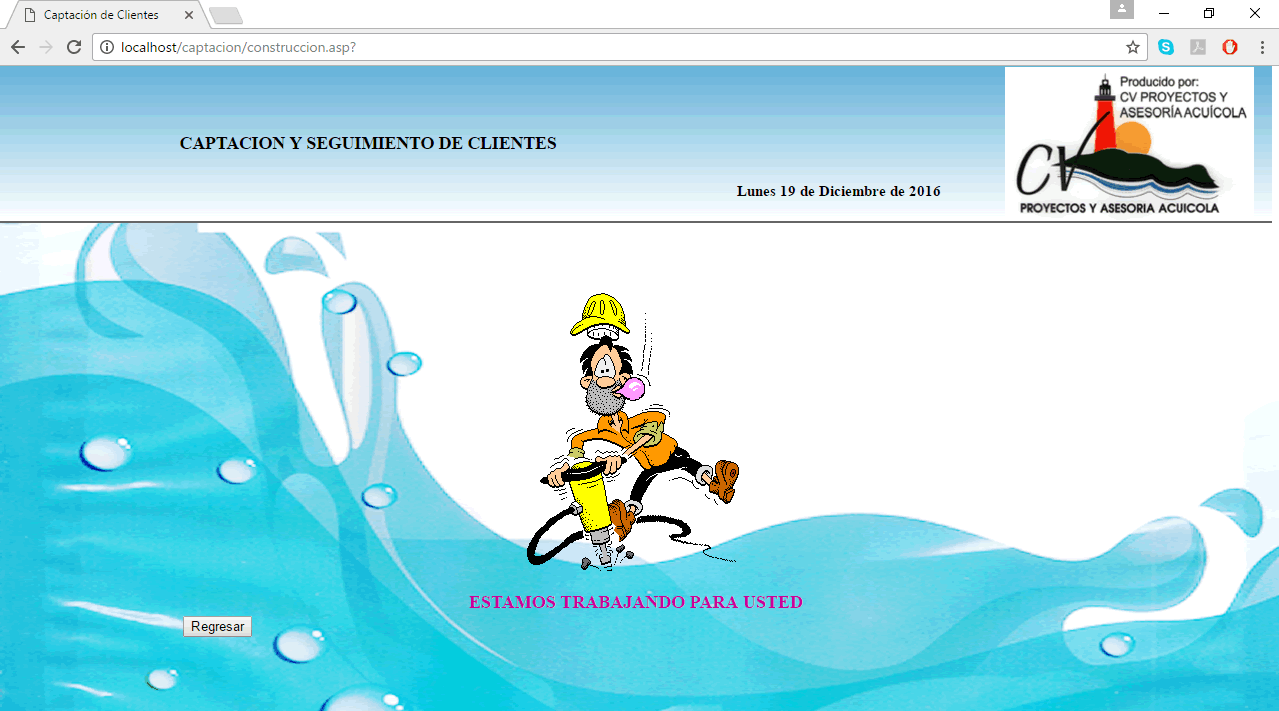 Captación de Clientes
localhost/captacion/construccion.asp?
Producido por:
CV PROYECTOS Y
ASESORÍA ACUÍCOLA
CAPTACION Y SEGUIMIENTO DE CLIENTES
CV
Lunes 19 de Diciembre de 2016
PROYECTOS Y ASESORIA ACUICOLA
ESTAMOS TRABAJANDO PARA USTED
Regresar